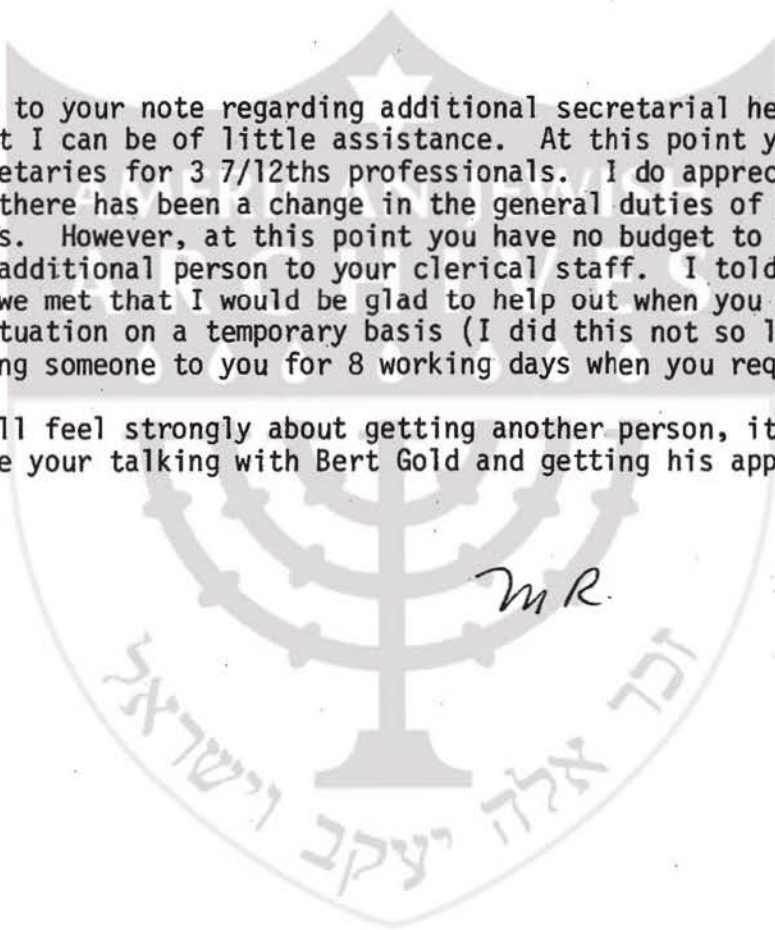 to your note regarding additional secretarial he
t I can be of little assistance. At this point y
etaries for 3 7/12ths professionals. I do apprec
there has been a change in the general duties of
s. However, at this point you have no budget to
additional person to your clerical staff. I told
we met that I would be glad to help out when you
tuation on a temporary basis (I did this not so l
ng someone to you for 8 working days when you req
ll feel strongly about getting another person, it
e your talking with Bert Gold and getting his app
M R.
AMERICAN JEWISH
ARCHIVES
זכר אלה יעקב וישראל